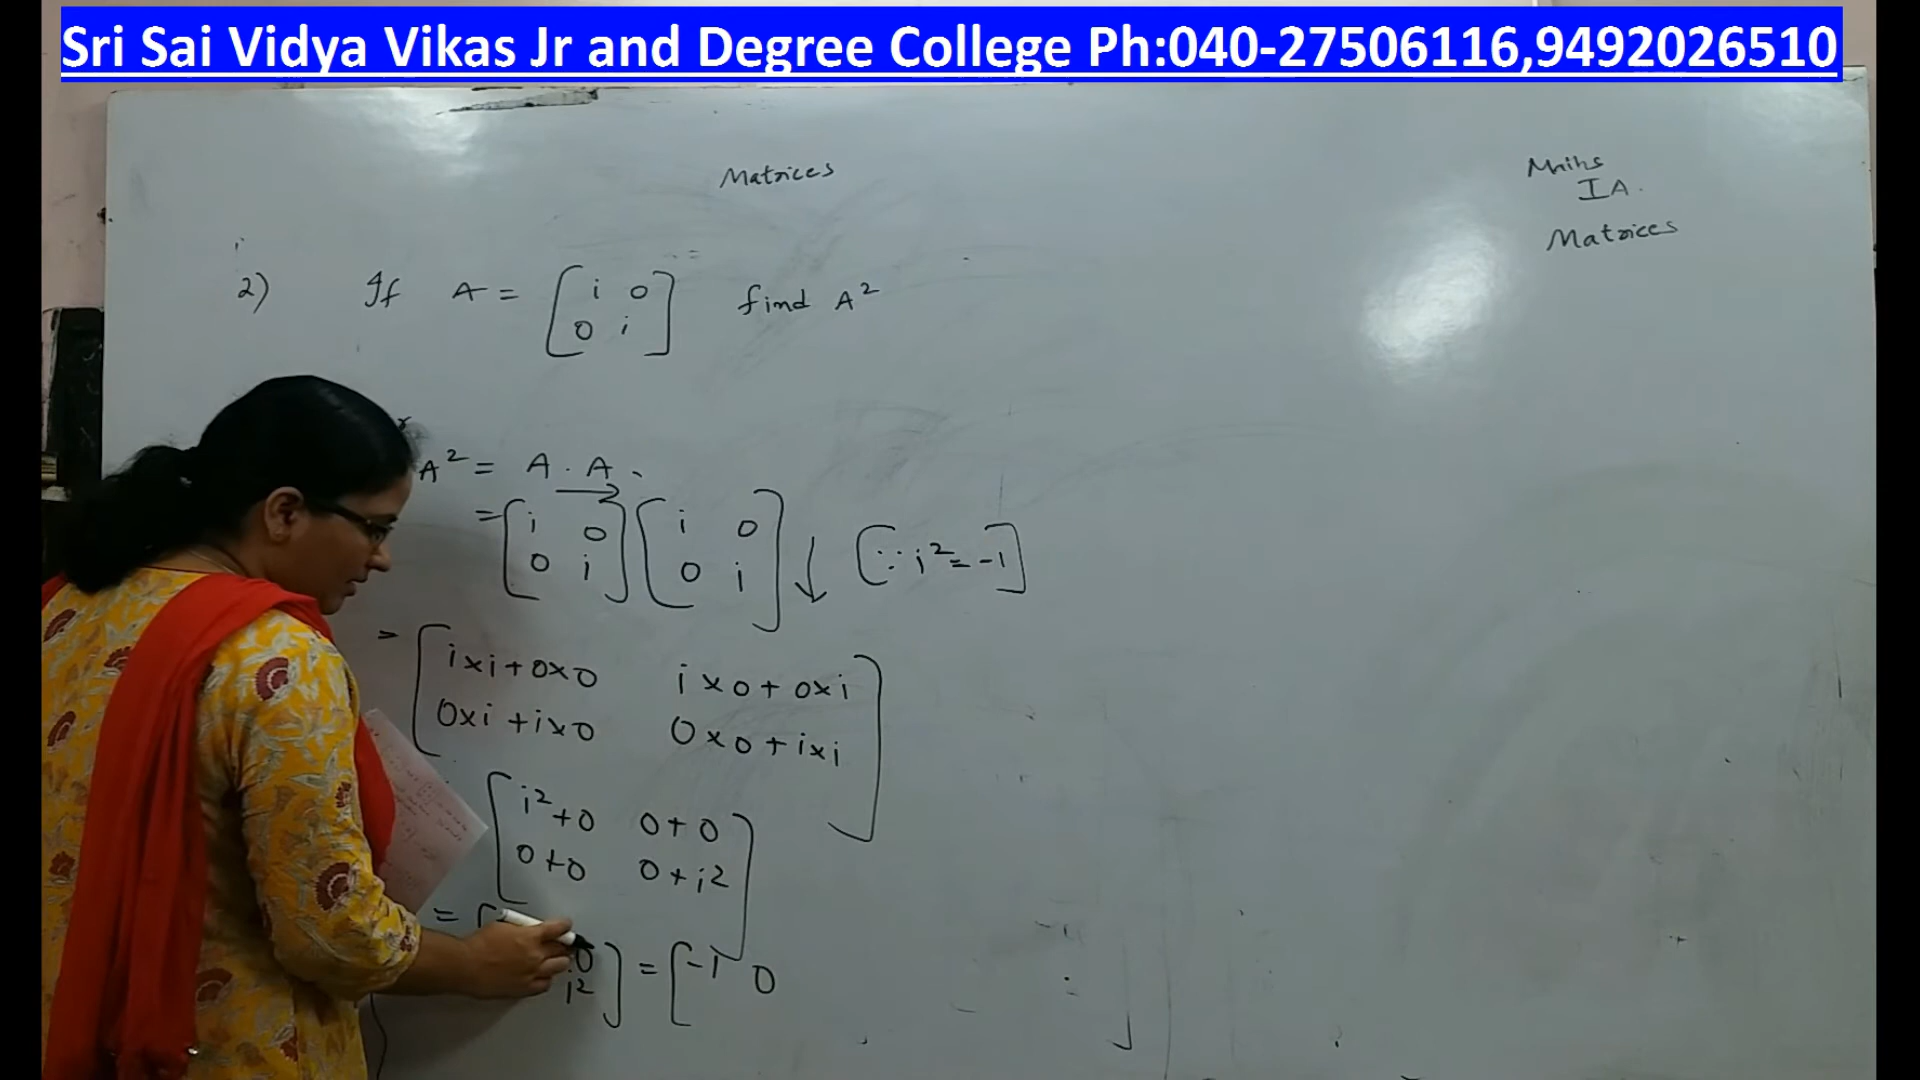 Sri Sai Vidya Vikas Jr and Degree College Ph:040-27506116,9492026510
Matrices
Maths
IA.
Matrices
2) If A = [ i 0
0 i ] find A²
A² = A . A .
= [ i 0 [ i 0
0 i ] 0 i ] [∵ i² = -1]
= [ i×i+0×0 i×0+0×i
0×i+i×0 0×0+i×i ]
[ i²+0 0+0
0+0 0+i² ]
= [
0
i² ] = [ -1 0